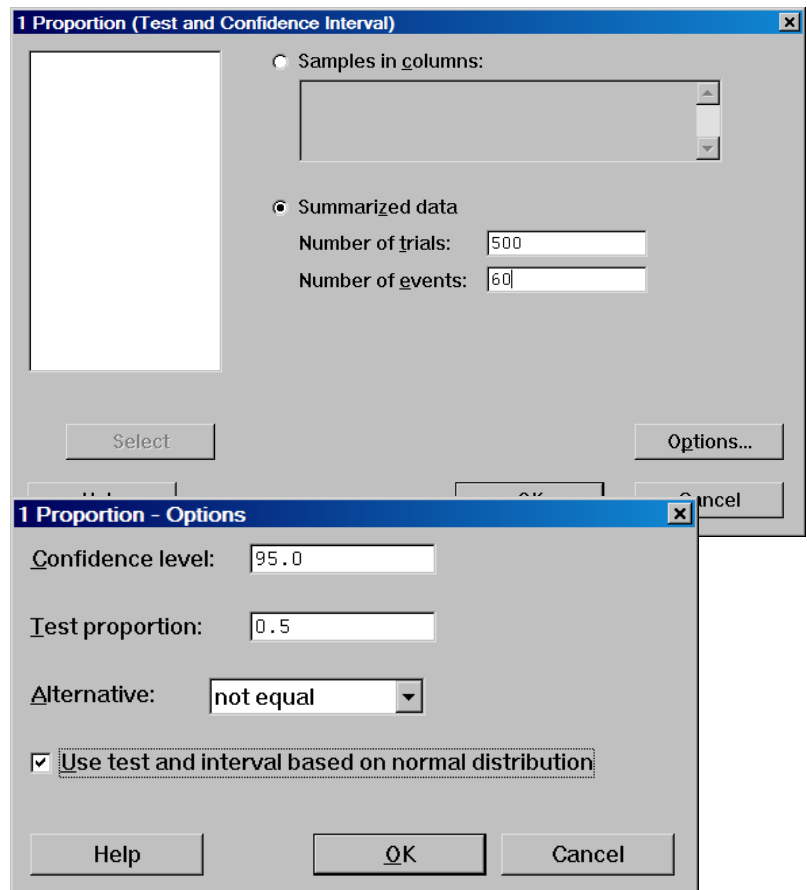 1 Proportion (Test and Confidence Interval)
Samples in columns:
Summarized data
Number of trials: 500
Number of events: 60
Select
Options...
Cancel
1 Proportion - Options
Confidence level: 95.0
Test proportion: 0.5
Alternative: not equal
Use test and interval based on normal distribution
Help
OK
Cancel